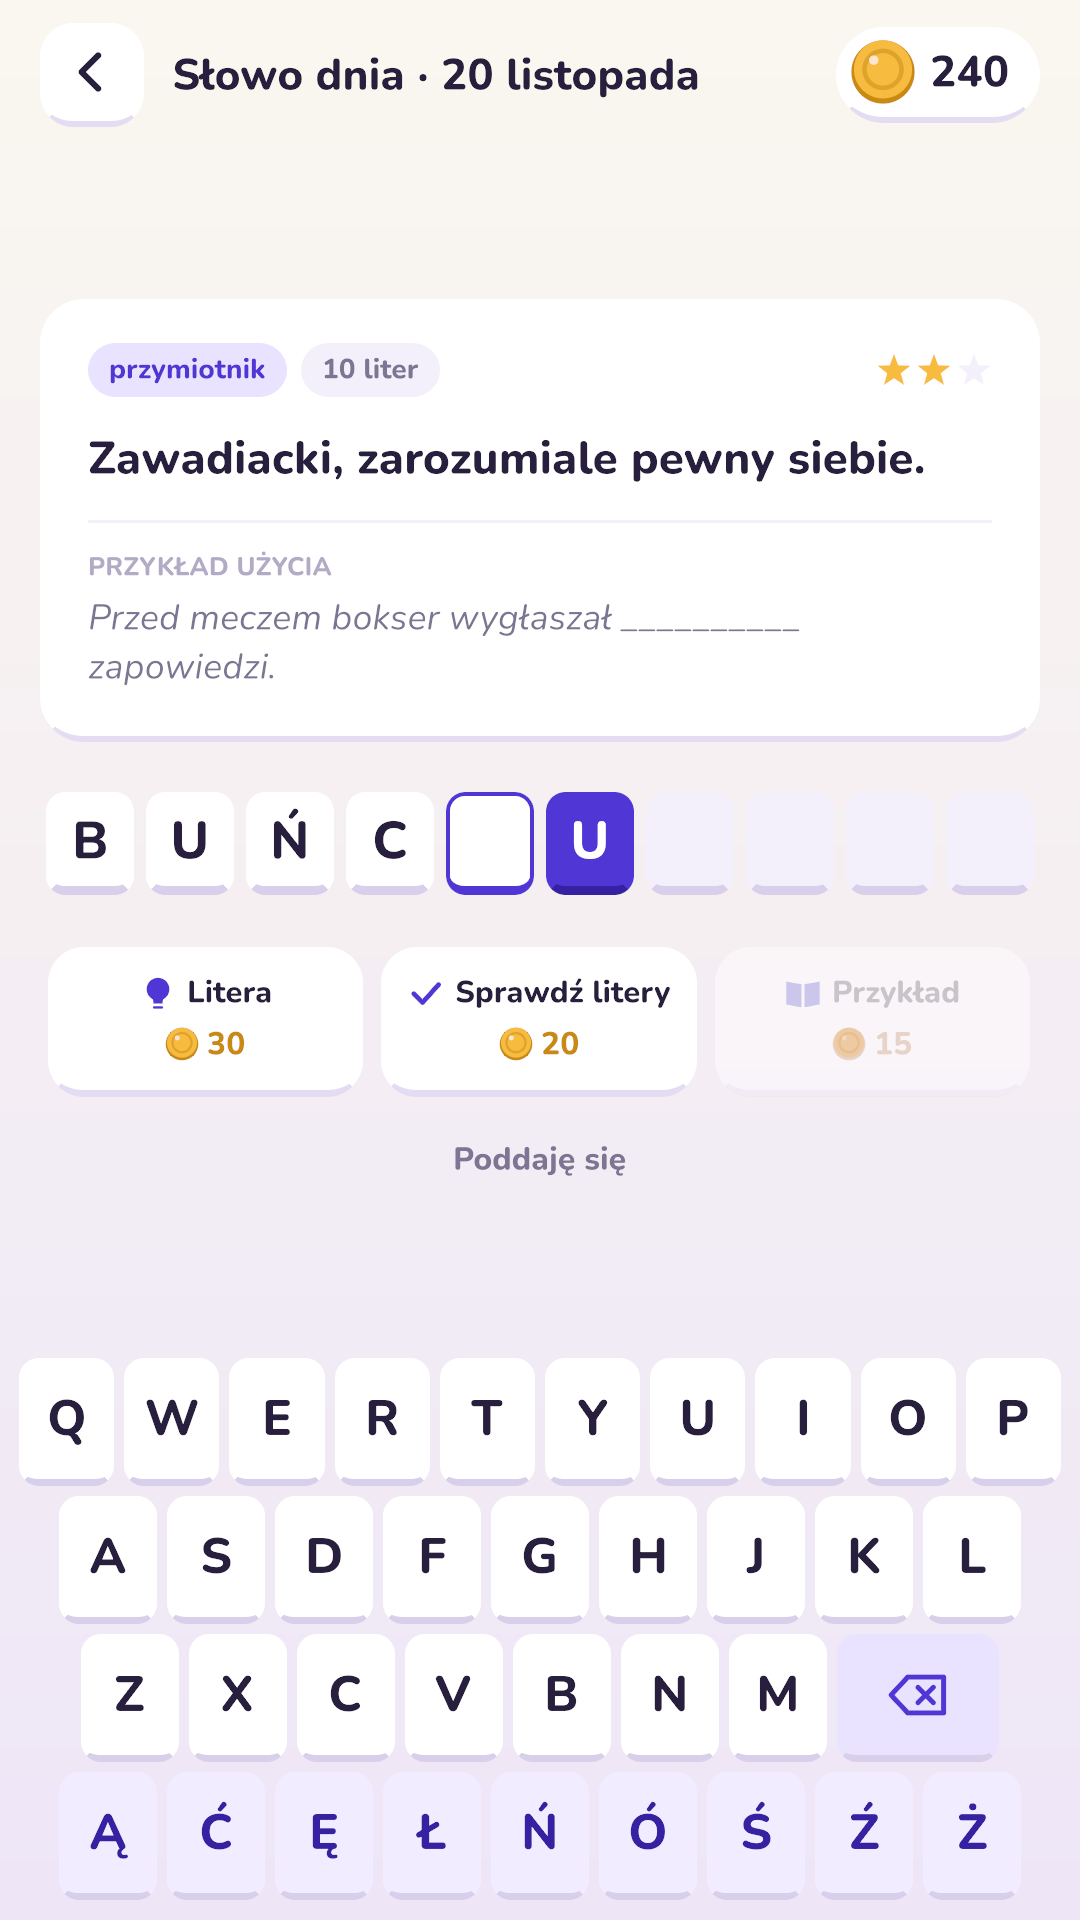 Słowo dnia · 20 listopada
240
przymiotnik
10 liter
Zawadiacki, zarozumiale pewny siebie.
PRZYKŁAD UŻYCIA
Przed meczem bokser wygłaszał __________
zapowiedzi.
B U Ń C U
Litera
30
Sprawdź litery
20
Przykład
15
Poddaję się
Q W E R T Y U I O P
A S D F G H J K L
Z X C V B N M
Ą Ć Ę Ł Ń Ó Ś Ź Ż